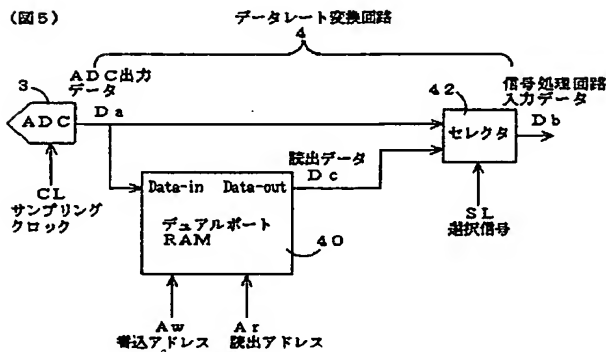 (図5)
データレート変換回路
4
ADC出力
データ
3
ADC
Da
42
セレクタ
信号処理回路
入力データ
Db
CL
サンプリング
クロック
読出データ
Dc
Data-in Data-out
デュアルポート
RAM
40
SL
選択信号
Aw
書込アドレス
Ar
読出アドレス